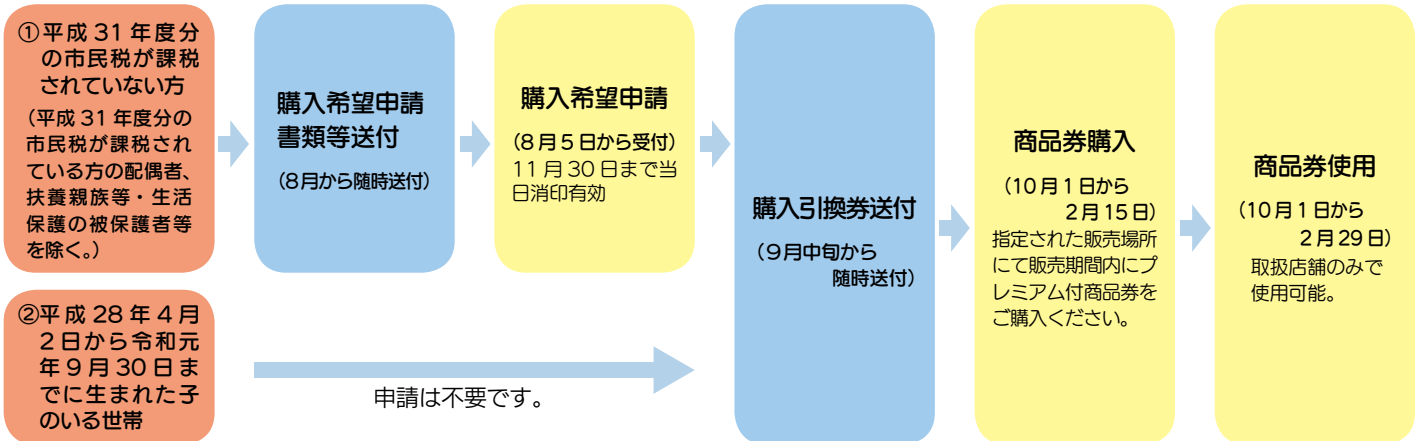 ①平成 31 年度分
の市民税が課税
されていない方
(平成 31 年度分の
市民税が課税され
ている方の配偶者、
扶養親族等・生活
保護の被保護者等
を除く。)
購入希望申請
書類等送付
(8月から随時送付)
購入希望申請
(8月5日から受付)
11月30日まで当
日消印有効
②平成 28 年 4 月
2日から令和元
年9月30日ま
でに生まれた子
のいる世帯
申請は不要です。
購入引換券送付
(9月中旬から
随時送付)
商品券購入
(10月1日から
2月15日)
指定された販売場所
にて販売期間内にプ
レミアム付商品券を
ご購入ください。
商品券使用
(10月1日から
2月29日)
取扱店舗のみで
使用可能。